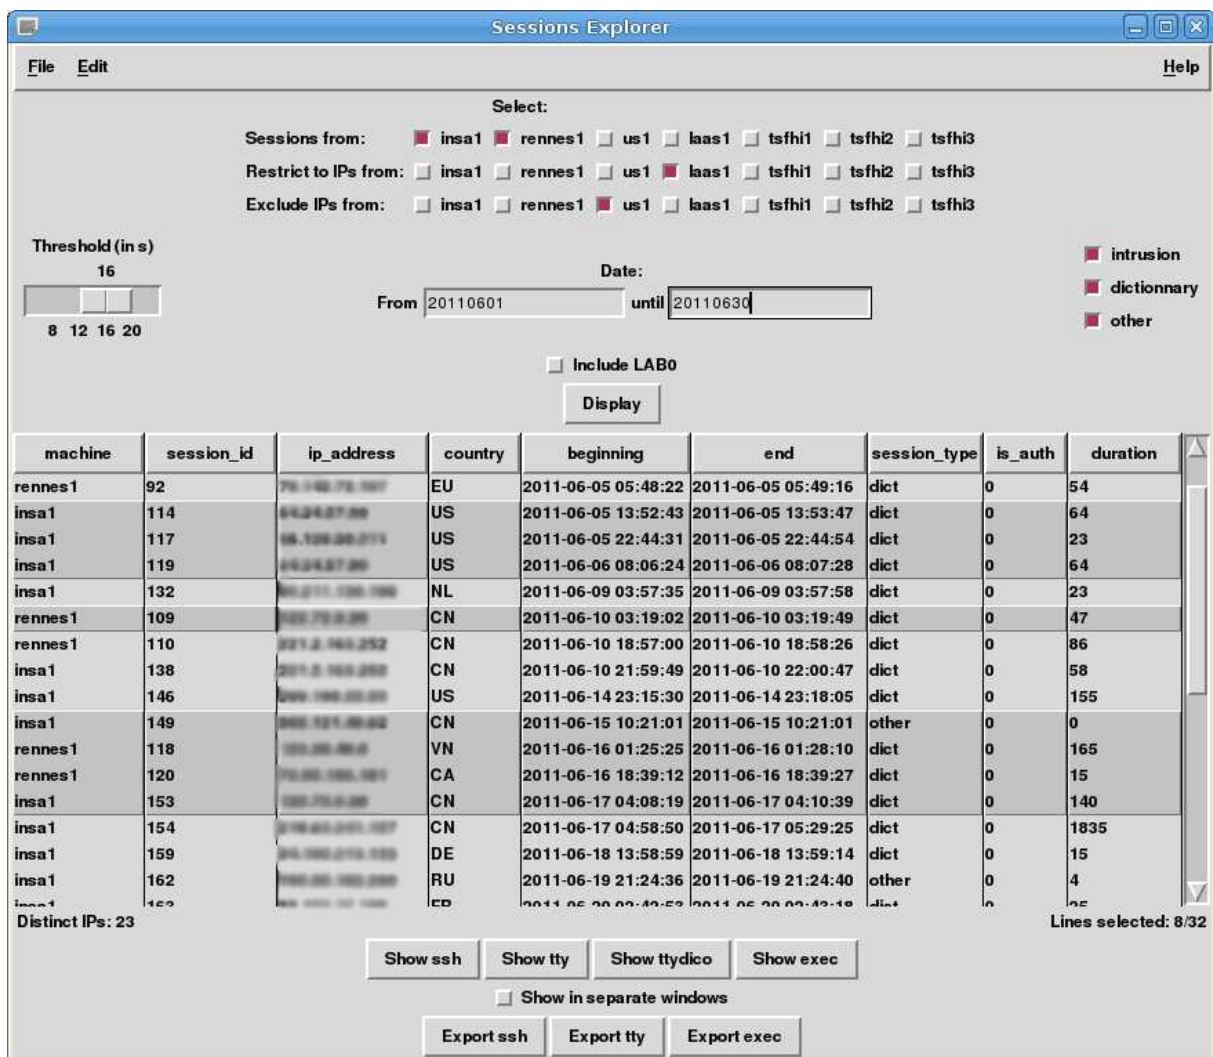 Sessions Explorer
File Edit Help
Select:
Sessions from: insa1 rennes1 us1 laas1 tsfhi1 tsfhi2 tsfhi3
Restrict to IPs from: insa1 rennes1 us1 laas1 tsfhi1 tsfhi2 tsfhi3
Exclude IPs from: insa1 rennes1 us1 laas1 tsfhi1 tsfhi2 tsfhi3
Threshold (in s)
16
Date:
intrusion
From 20110601 until 20110630
dictionnary
8 12 16 20
other
Include LAB0
Display
machine session_id ip_address country beginning end session_type is_auth duration
rennes1 92 EU 2011-06-05 05:48:22 2011-06-05 05:49:16 dict 0 54
insa1 114 US 2011-06-05 13:52:43 2011-06-05 13:53:47 dict 0 64
insa1 117 US 2011-06-05 22:44:31 2011-06-05 22:44:54 dict 0 23
insa1 119 US 2011-06-06 08:06:24 2011-06-06 08:07:28 dict 0 64
insa1 132 NL 2011-06-09 03:57:35 2011-06-09 03:57:58 dict 0 23
rennes1 109 CN 2011-06-10 03:19:02 2011-06-10 03:19:49 dict 0 47
rennes1 110 CN 2011-06-10 18:57:00 2011-06-10 18:58:26 dict 0 86
insa1 138 CN 2011-06-10 21:59:49 2011-06-10 22:00:47 dict 0 58
insa1 146 US 2011-06-14 23:15:30 2011-06-14 23:18:05 dict 0 155
insa1 149 CN 2011-06-15 10:21:01 2011-06-15 10:21:01 other 0 0
rennes1 118 VN 2011-06-16 01:25:25 2011-06-16 01:28:10 dict 0 165
rennes1 120 CA 2011-06-16 18:39:12 2011-06-16 18:39:27 dict 0 15
insa1 153 CN 2011-06-17 04:08:19 2011-06-17 04:10:39 dict 0 140
insa1 154 CN 2011-06-17 04:58:50 2011-06-17 05:29:25 dict 0 1835
insa1 159 DE 2011-06-18 13:58:59 2011-06-18 13:59:14 dict 0 15
insa1 162 RU 2011-06-19 21:24:36 2011-06-19 21:24:40 other 0 4
Distinct IPs: 23 Lines selected: 8/32
Show ssh Show tty Show ttydico Show exec
Show in separate windows
Export ssh Export tty Export exec